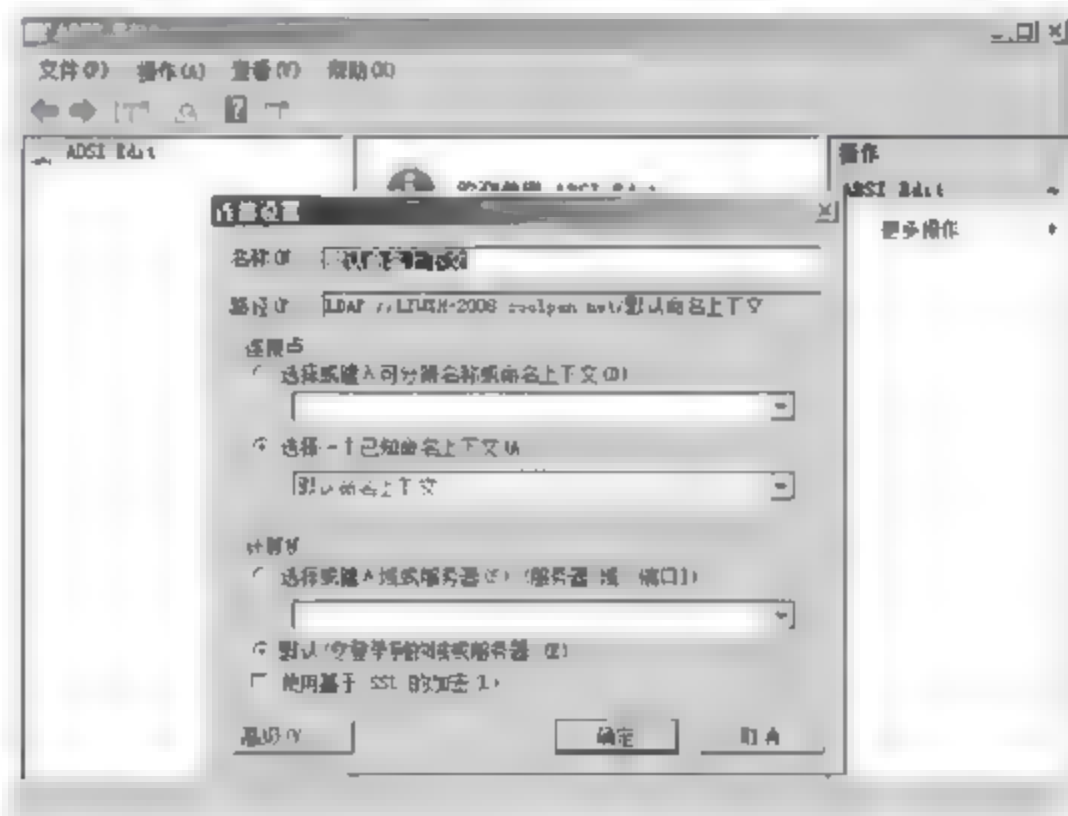 文件(F) 操作(A) 查看(V) 帮助(H)
ADSI Edit
操作
ADSI Edit
更多操作
连接设置
名称
路径
默认命名上下文
连接点
选择或键入可分辨名称或命名上下文(D)
选择一个已知命名上下文
默认命名上下文
计算机
选择或键入域或服务器(S) (服务器 域 端口])
默认(您登录到的域或服务器)
使用基于 SSL 的加密(L)
高级
确定
取消